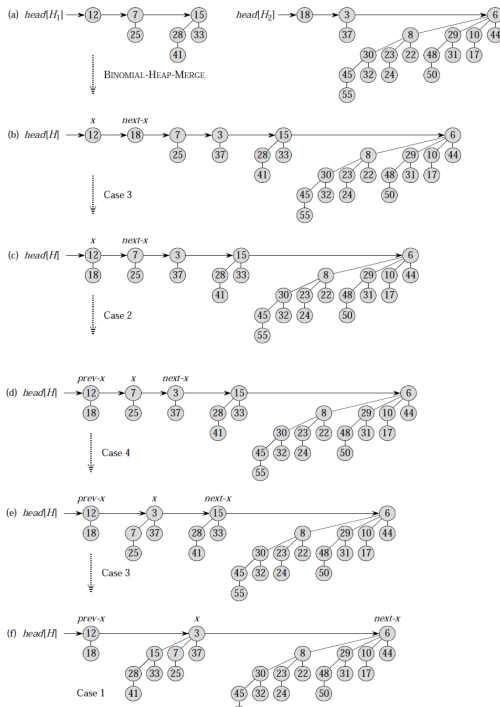 (a) head[H1] 12 7 15 head[H2] 18 3 6
25 28 33 37 8 29 10 44
41 30 23 22 48 31 17
45 32 24 50
55
BINOMIAL-HEAP-MERGE
x next-x
(b) head[H] 12 18 7 3 15 6
25 37 28 33 8 29 10 44
41 30 23 22 48 31 17
45 32 24 50
55
Case 3
x next-x
(c) head[H] 12 7 3 15 6
18 25 37 28 33 8 29 10 44
41 30 23 22 48 31 17
45 32 24 50
55
Case 2
prev-x x next-x
(d) head[H] 12 7 3 15 6
18 25 37 28 33 8 29 10 44
41 30 23 22 48 31 17
45 32 24 50
55
Case 4
prev-x x next-x
(e) head[H] 12 3 15 6
18 7 37 28 33 8 29 10 44
25 41 30 23 22 48 31 17
45 32 24 50
55
Case 3
prev-x x next-x
(f) head[H] 12 3 6
18 15 7 37 8 29 10 44
28 33 25 30 23 22 48 31 17
41 45 32 24 50
Case 1